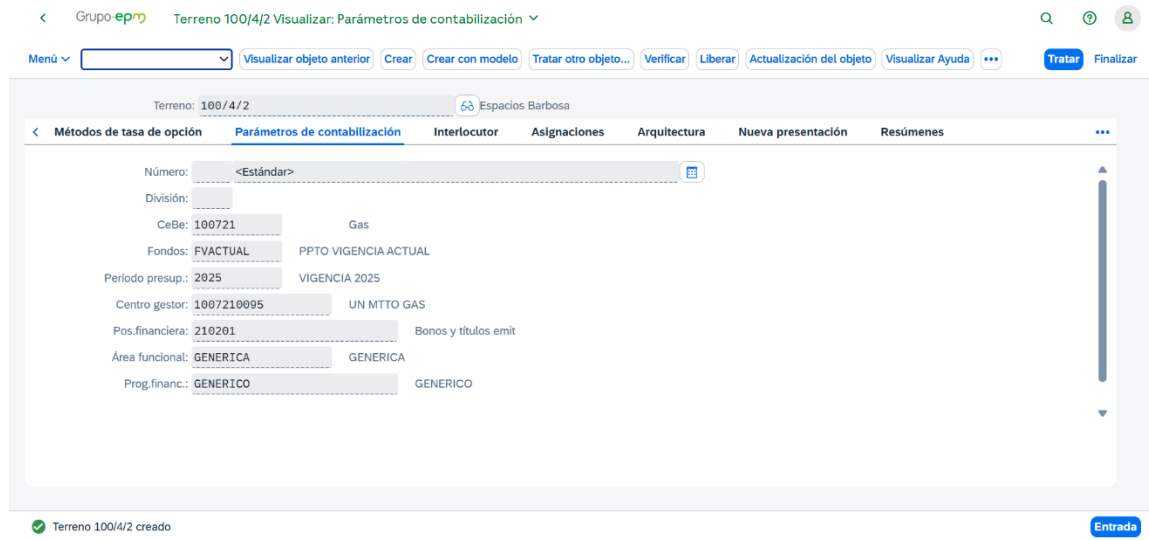 Grupo·epm Terreno 100/4/2 Visualizar: Parámetros de contabilización
Menú Visualizar objeto anterior Crear Crear con modelo Tratar otro objeto... Verificar Liberar Actualización del objeto Visualizar Ayuda ••• Tratar Finalizar
Terreno: 100/4/2 Espacios Barbosa
Métodos de tasa de opción Parámetros de contabilización Interlocutor Asignaciones Arquitectura Nueva presentación Resúmenes •••
Número: <Estándar>
División:
CeBe: 100721 Gas
Fondos: FVACTUAL PPTO VIGENCIA ACTUAL
Período presup.: 2025 VIGENCIA 2025
Centro gestor: 1007210095 UN MTTO GAS
Pos.financiera: 210201 Bonos y títulos emit
Área funcional: GENERICA GENERICA
Prog.financ.: GENERICO GENERICO
Terreno 100/4/2 creado Entrada